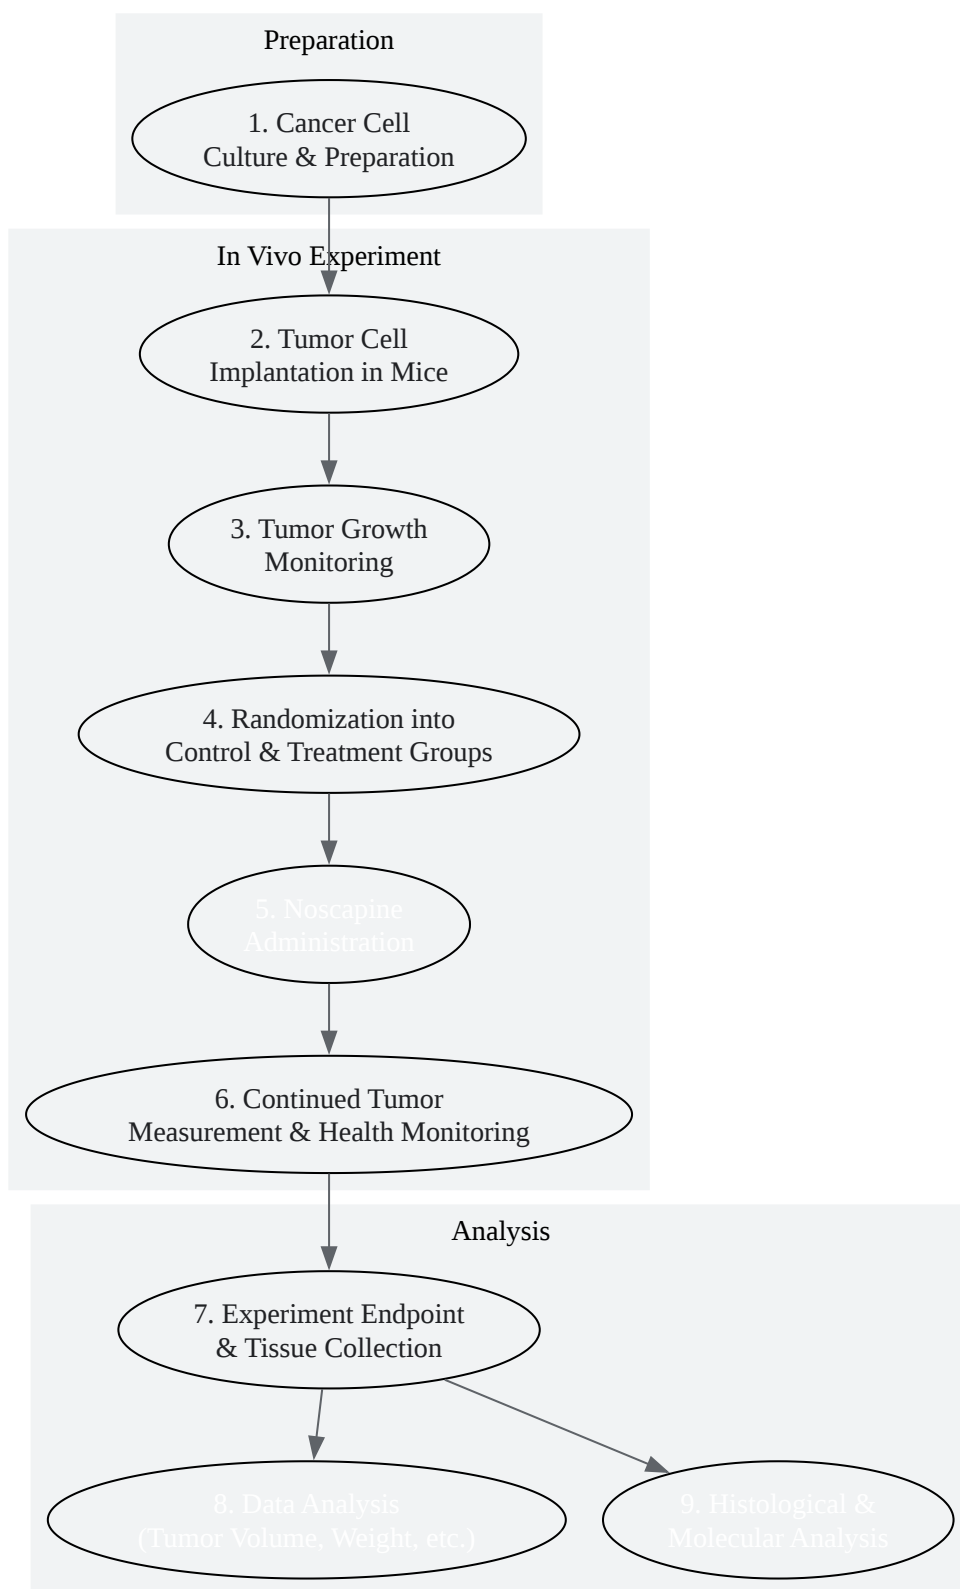 Preparation
1. Cancer Cell
Culture & Preparation
In Vivo Experiment
2. Tumor Cell
Implantation in Mice
3. Tumor Growth
Monitoring
4. Randomization into
Control & Treatment Groups
5. Noscapine
Administration
6. Continued Tumor
Measurement & Health Monitoring
Analysis
7. Experiment Endpoint
& Tissue Collection
8. Data Analysis
(Tumor Volume, Weight, etc.)
9. Histological &
Molecular Analysis